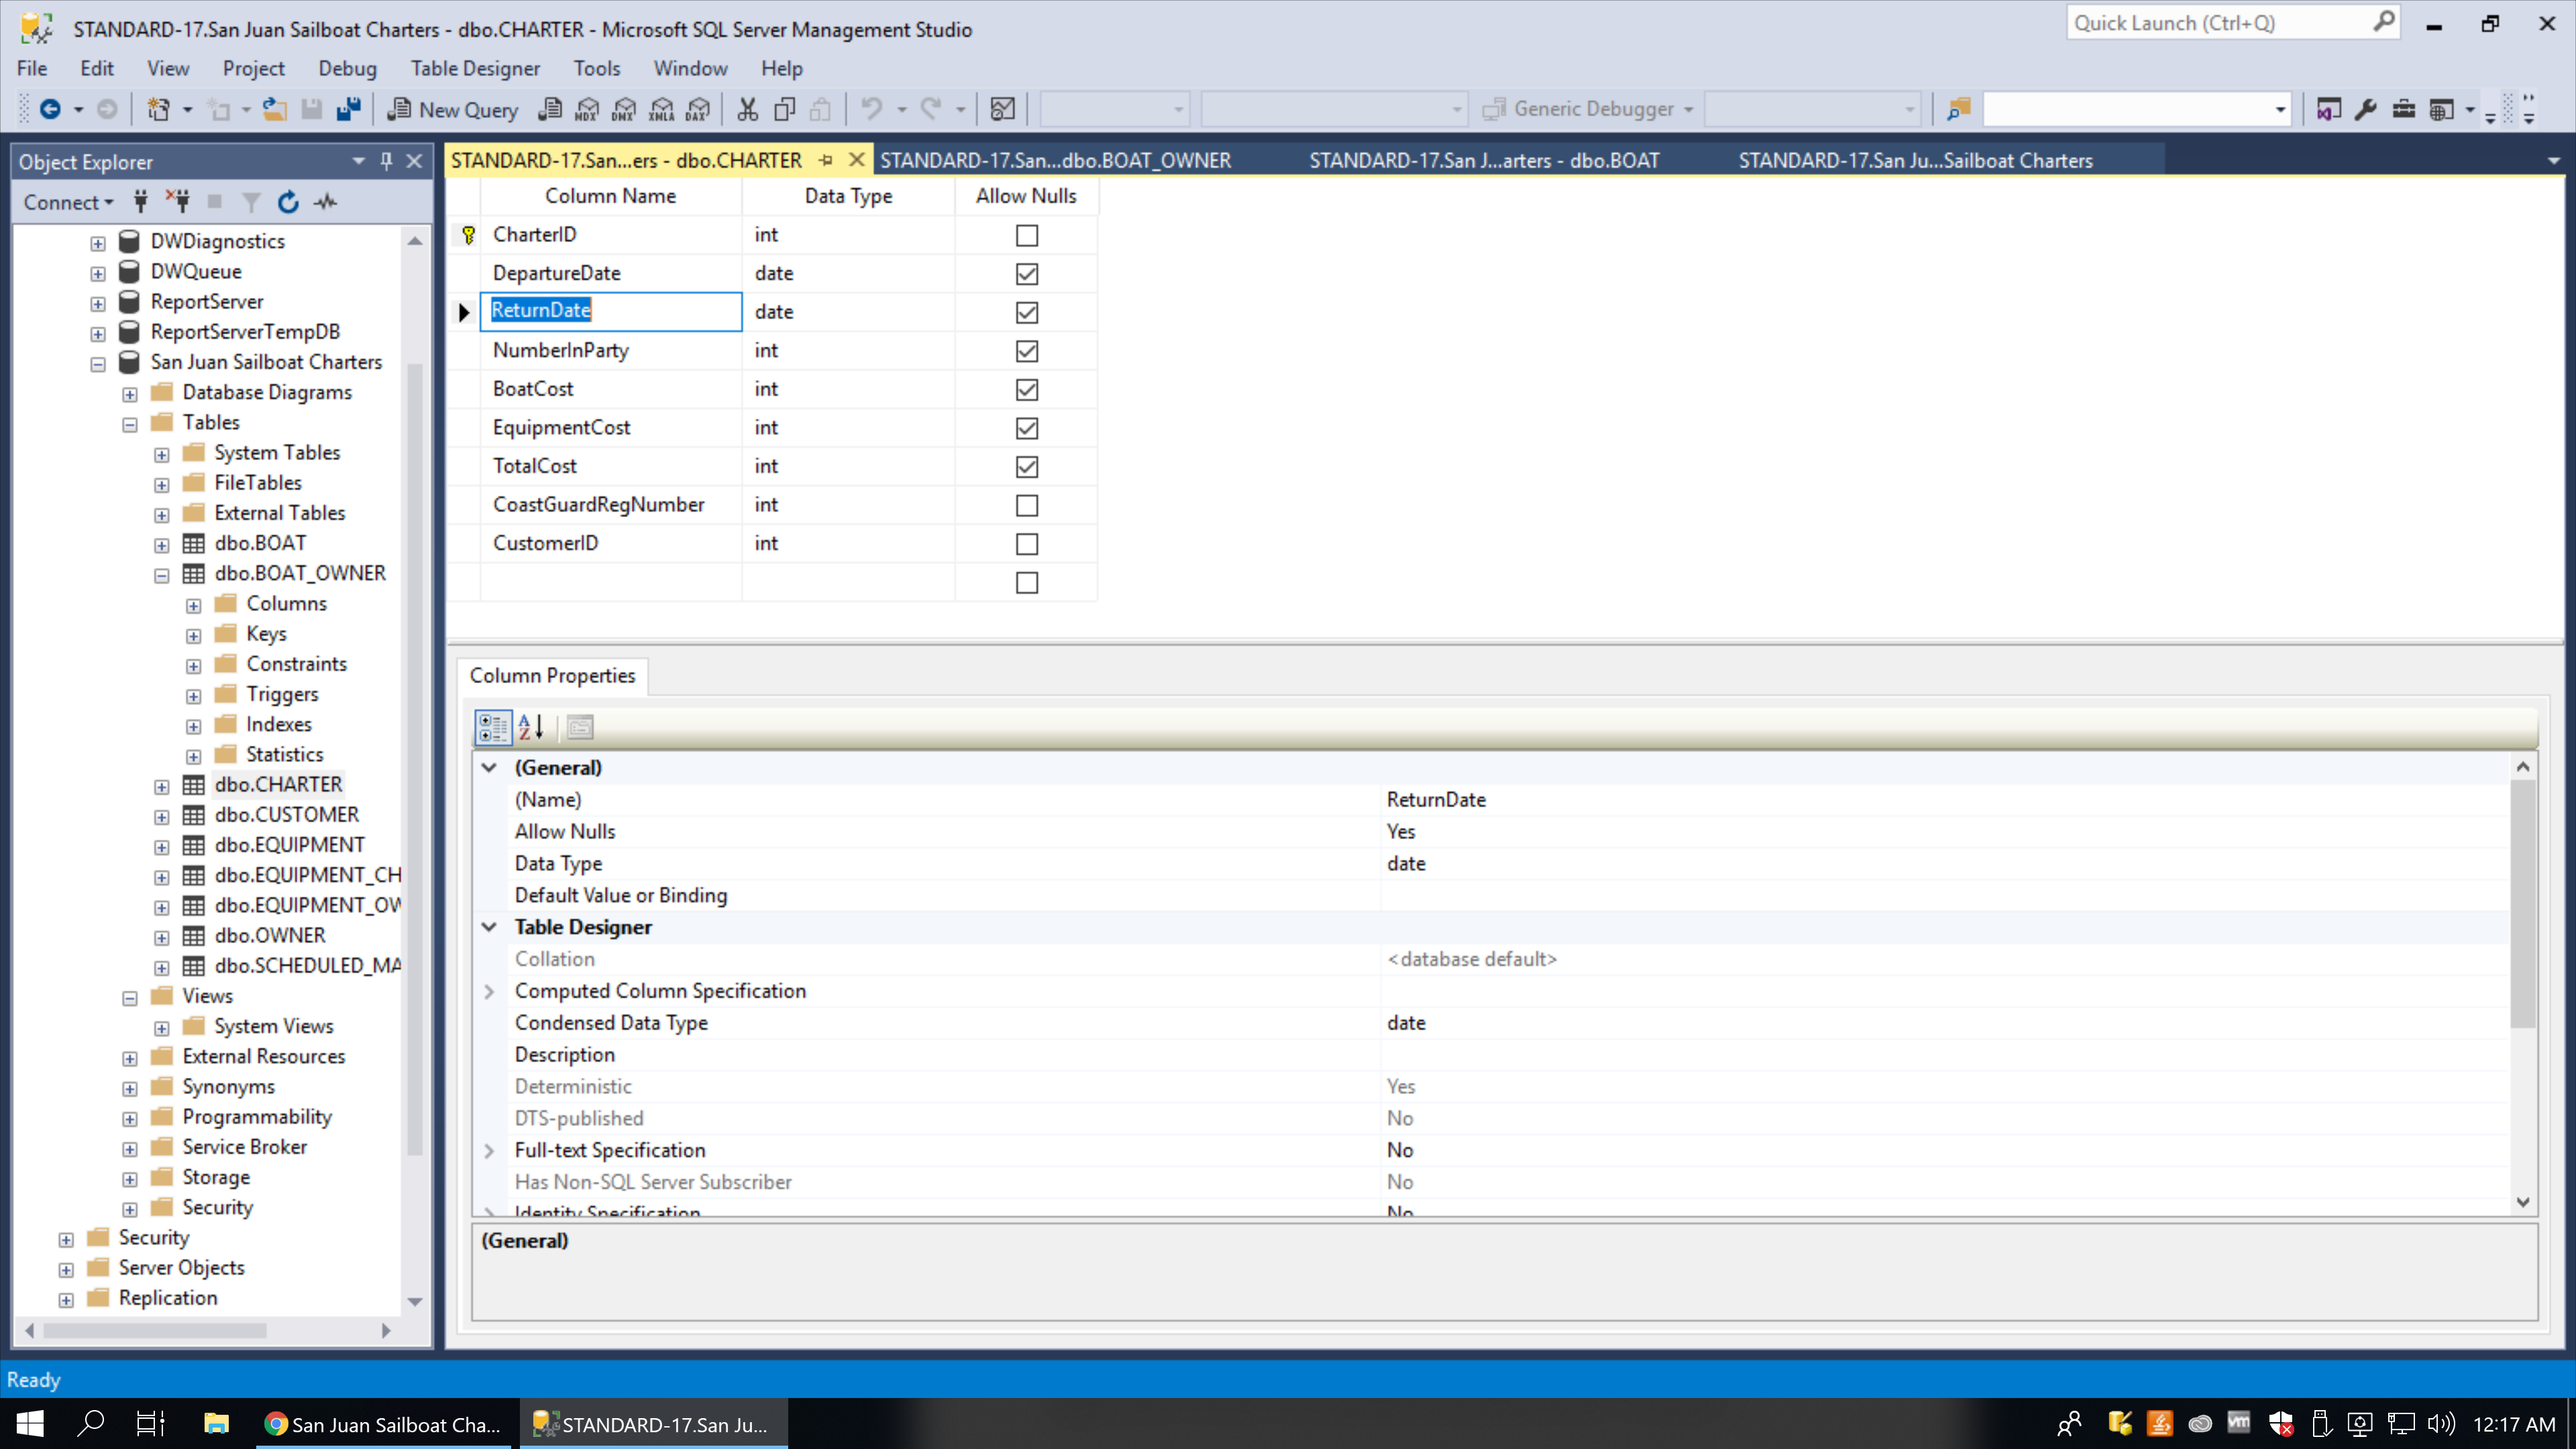 STANDARD-17.San Juan Sailboat Charters - dbo.CHARTER - Microsoft SQL Server Management Studio
Quick Launch (Ctrl+Q)
File Edit View Project Debug Table Designer Tools Window Help
New Query MDX DMX XMLA DAX Generic Debugger
Object Explorer
STANDARD-17.San...ers - dbo.CHARTER
STANDARD-17.San...dbo.BOAT_OWNER
STANDARD-17.San J...arters - dbo.BOAT
STANDARD-17.San Ju...Sailboat Charters
Connect
DWDiagnostics
DWQueue
ReportServer
ReportServerTempDB
San Juan Sailboat Charters
Database Diagrams
Tables
System Tables
FileTables
External Tables
dbo.BOAT
dbo.BOAT_OWNER
Columns
Keys
Constraints
Triggers
Indexes
Statistics
dbo.CHARTER
dbo.CUSTOMER
dbo.EQUIPMENT
dbo.EQUIPMENT_CH
dbo.EQUIPMENT_OW
dbo.OWNER
dbo.SCHEDULED_MA
Views
System Views
External Resources
Synonyms
Programmability
Service Broker
Storage
Security
Security
Server Objects
Replication
Column Name Data Type Allow Nulls
CharterID int
DepartureDate date
ReturnDate date
NumberInParty int
BoatCost int
EquipmentCost int
TotalCost int
CoastGuardRegNumber int
CustomerID int
Column Properties
(General)
(Name) ReturnDate
Allow Nulls Yes
Data Type date
Default Value or Binding
Table Designer
Collation <database default>
Computed Column Specification
Condensed Data Type date
Description
Deterministic Yes
DTS-published No
Full-text Specification No
Has Non-SQL Server Subscriber No
Identity Specification No
(General)
Ready
San Juan Sailboat Cha...
STANDARD-17.San Ju...
vm
12:17 AM